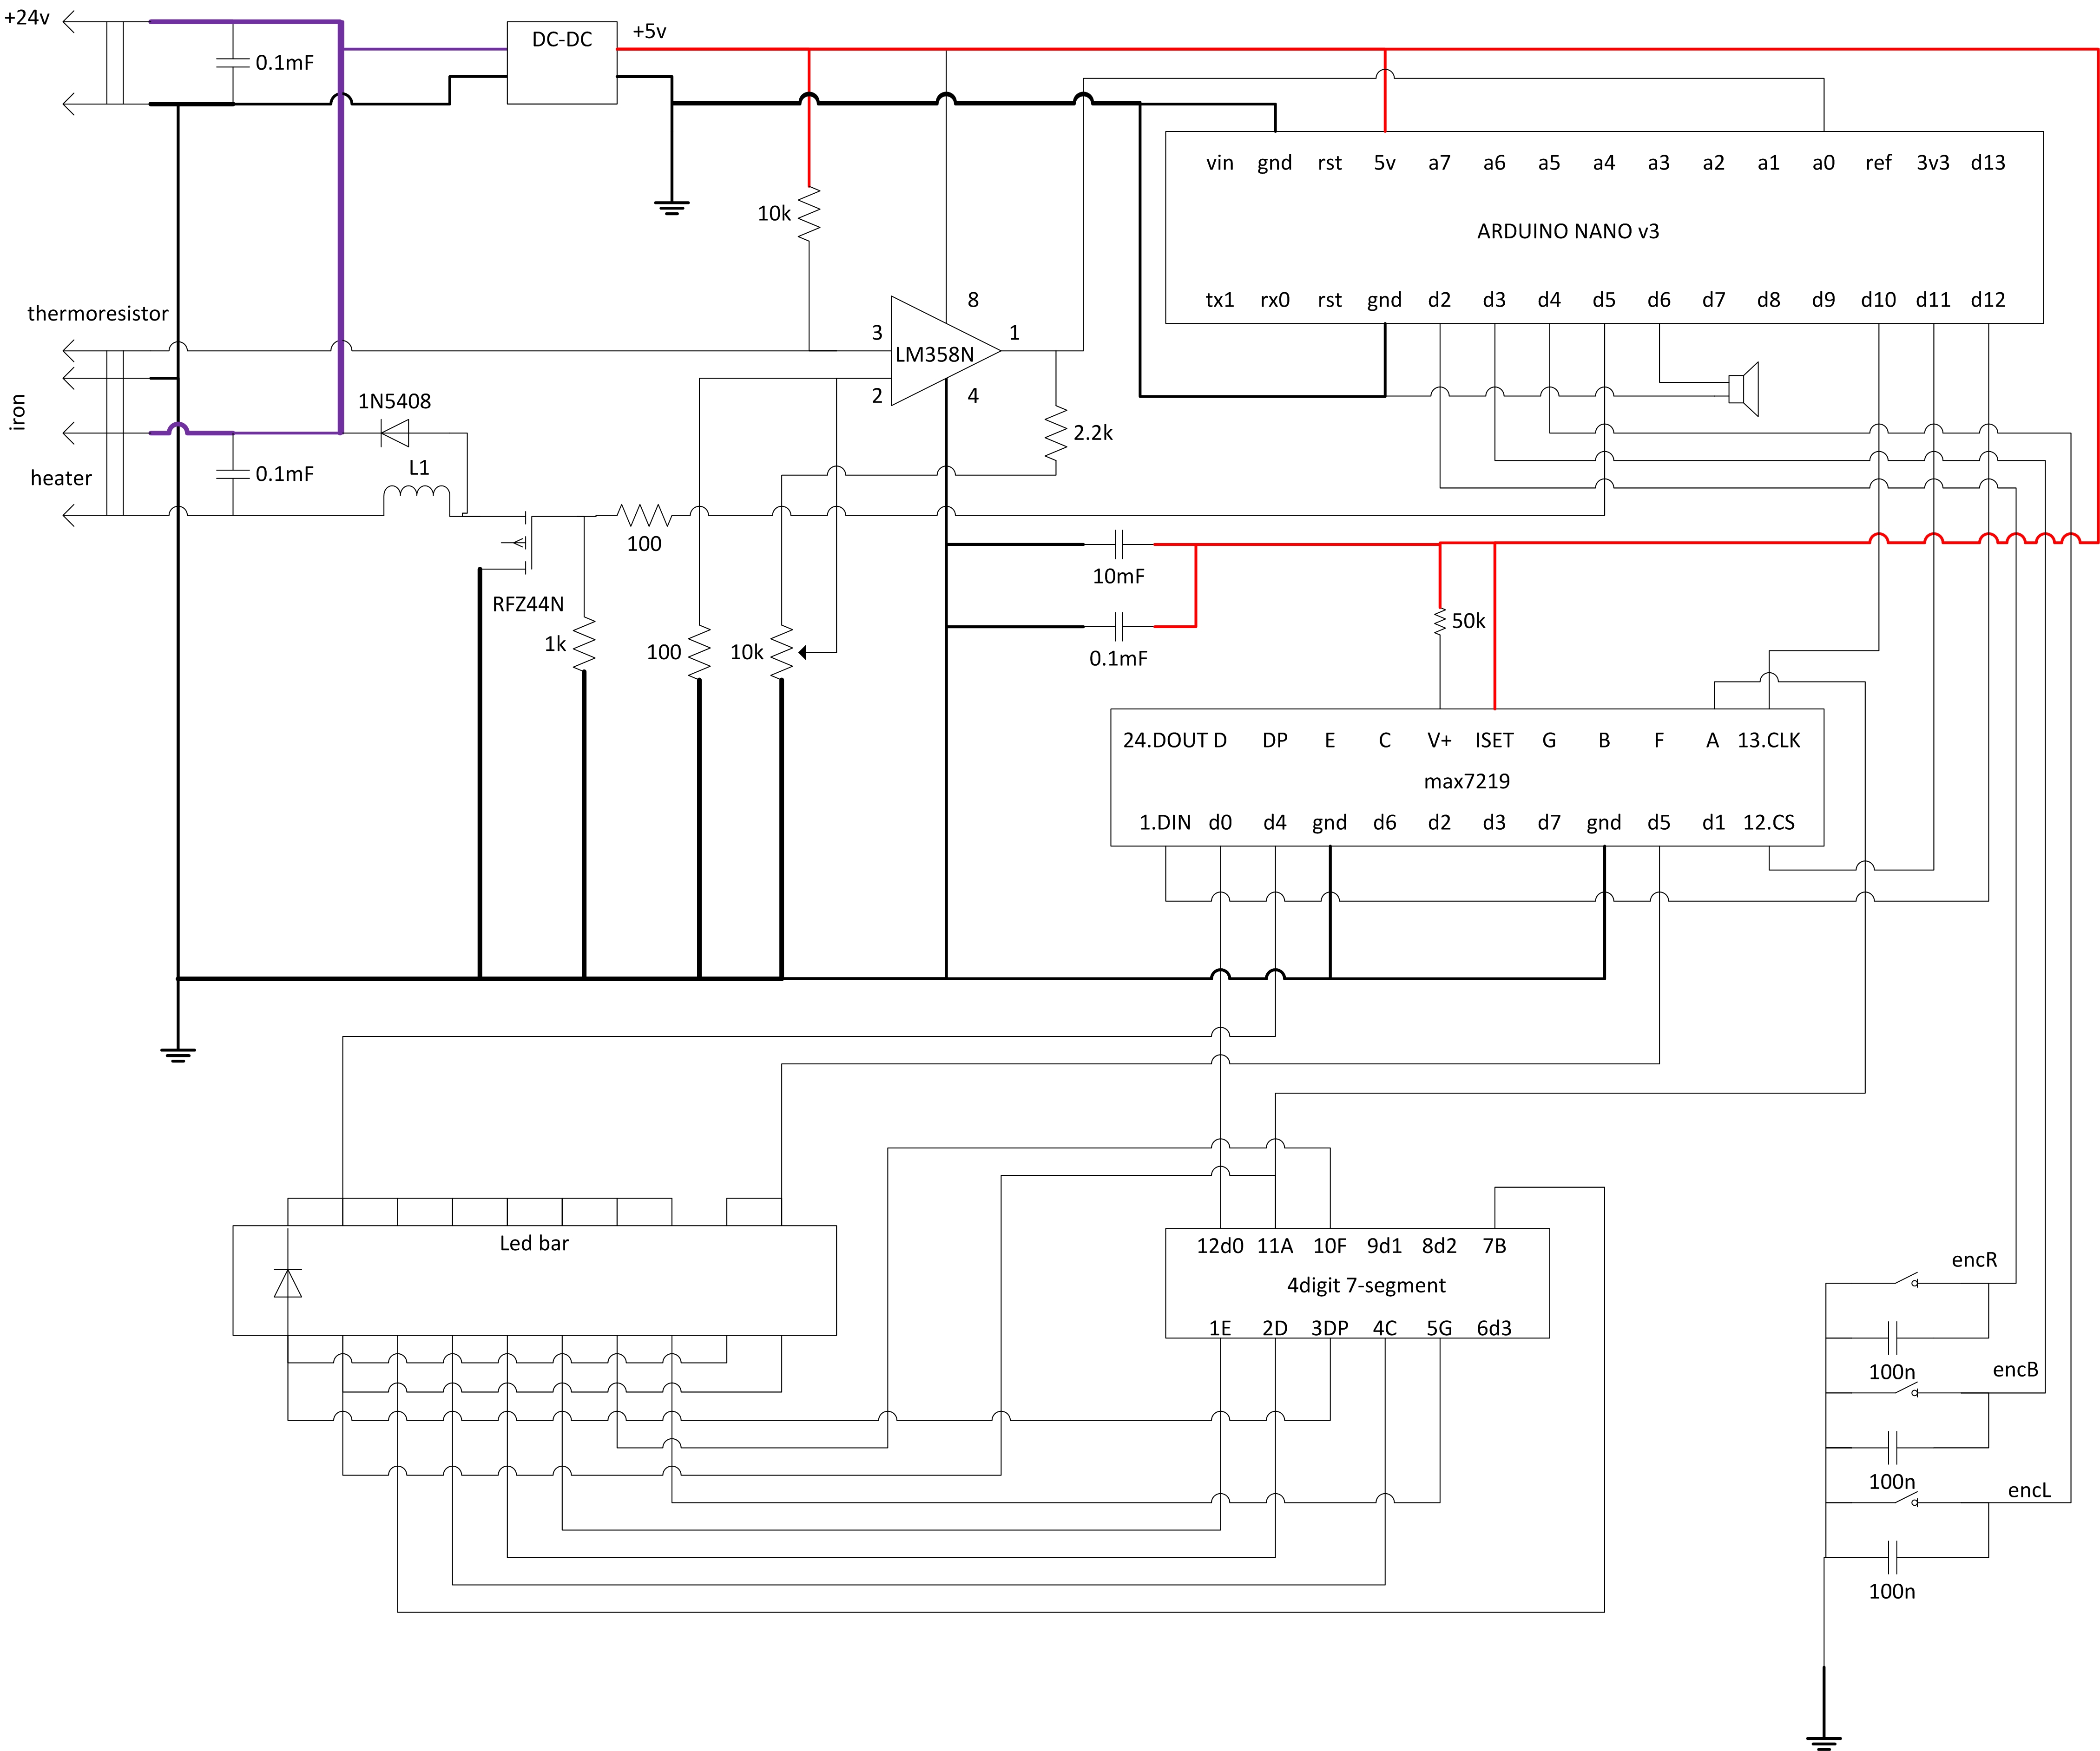 +24v
0.1mF
DC-DC
+5v
vin gnd rst 5v a7 a6 a5 a4 a3 a2 a1 a0 ref 3v3 d13
ARDUINO NANO v3
tx1 rx0 rst gnd d2 d3 d4 d5 d6 d7 d8 d9 d10 d11 d12
10k
thermoresistor
8
3
1
LM358N
2
4
iron
1N5408
2.2k
heater
0.1mF
L1
100
10mF
RFZ44N
1k
100
10k
0.1mF
50k
24.DOUT D DP E C V+ ISET G B F A 13.CLK
max7219
1.DIN d0 d4 gnd d6 d2 d3 d7 gnd d5 d1 12.CS
Led bar
12d0 11A 10F 9d1 8d2 7B
4digit 7-segment
1E 2D 3DP 4C 5G 6d3
encR
100n
encB
100n
encL
100n